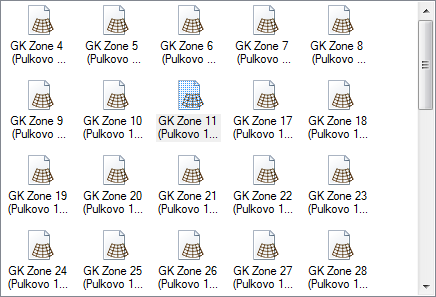 GK Zone 4 GK Zone 5 GK Zone 6 GK Zone 7 GK Zone 8
(Pulkovo ... (Pulkovo ... (Pulkovo ... (Pulkovo ... (Pulkovo ...
GK Zone 9 GK Zone 10 GK Zone 11 GK Zone 17 GK Zone 18
(Pulkovo ... (Pulkovo 1... (Pulkovo 1... (Pulkovo 1... (Pulkovo 1...
GK Zone 19 GK Zone 20 GK Zone 21 GK Zone 22 GK Zone 23
(Pulkovo 1... (Pulkovo 1... (Pulkovo 1... (Pulkovo 1... (Pulkovo 1...
GK Zone 24 GK Zone 25 GK Zone 26 GK Zone 27 GK Zone 28
(Pulkovo 1... (Pulkovo 1... (Pulkovo 1... (Pulkovo 1... (Pulkovo 1...